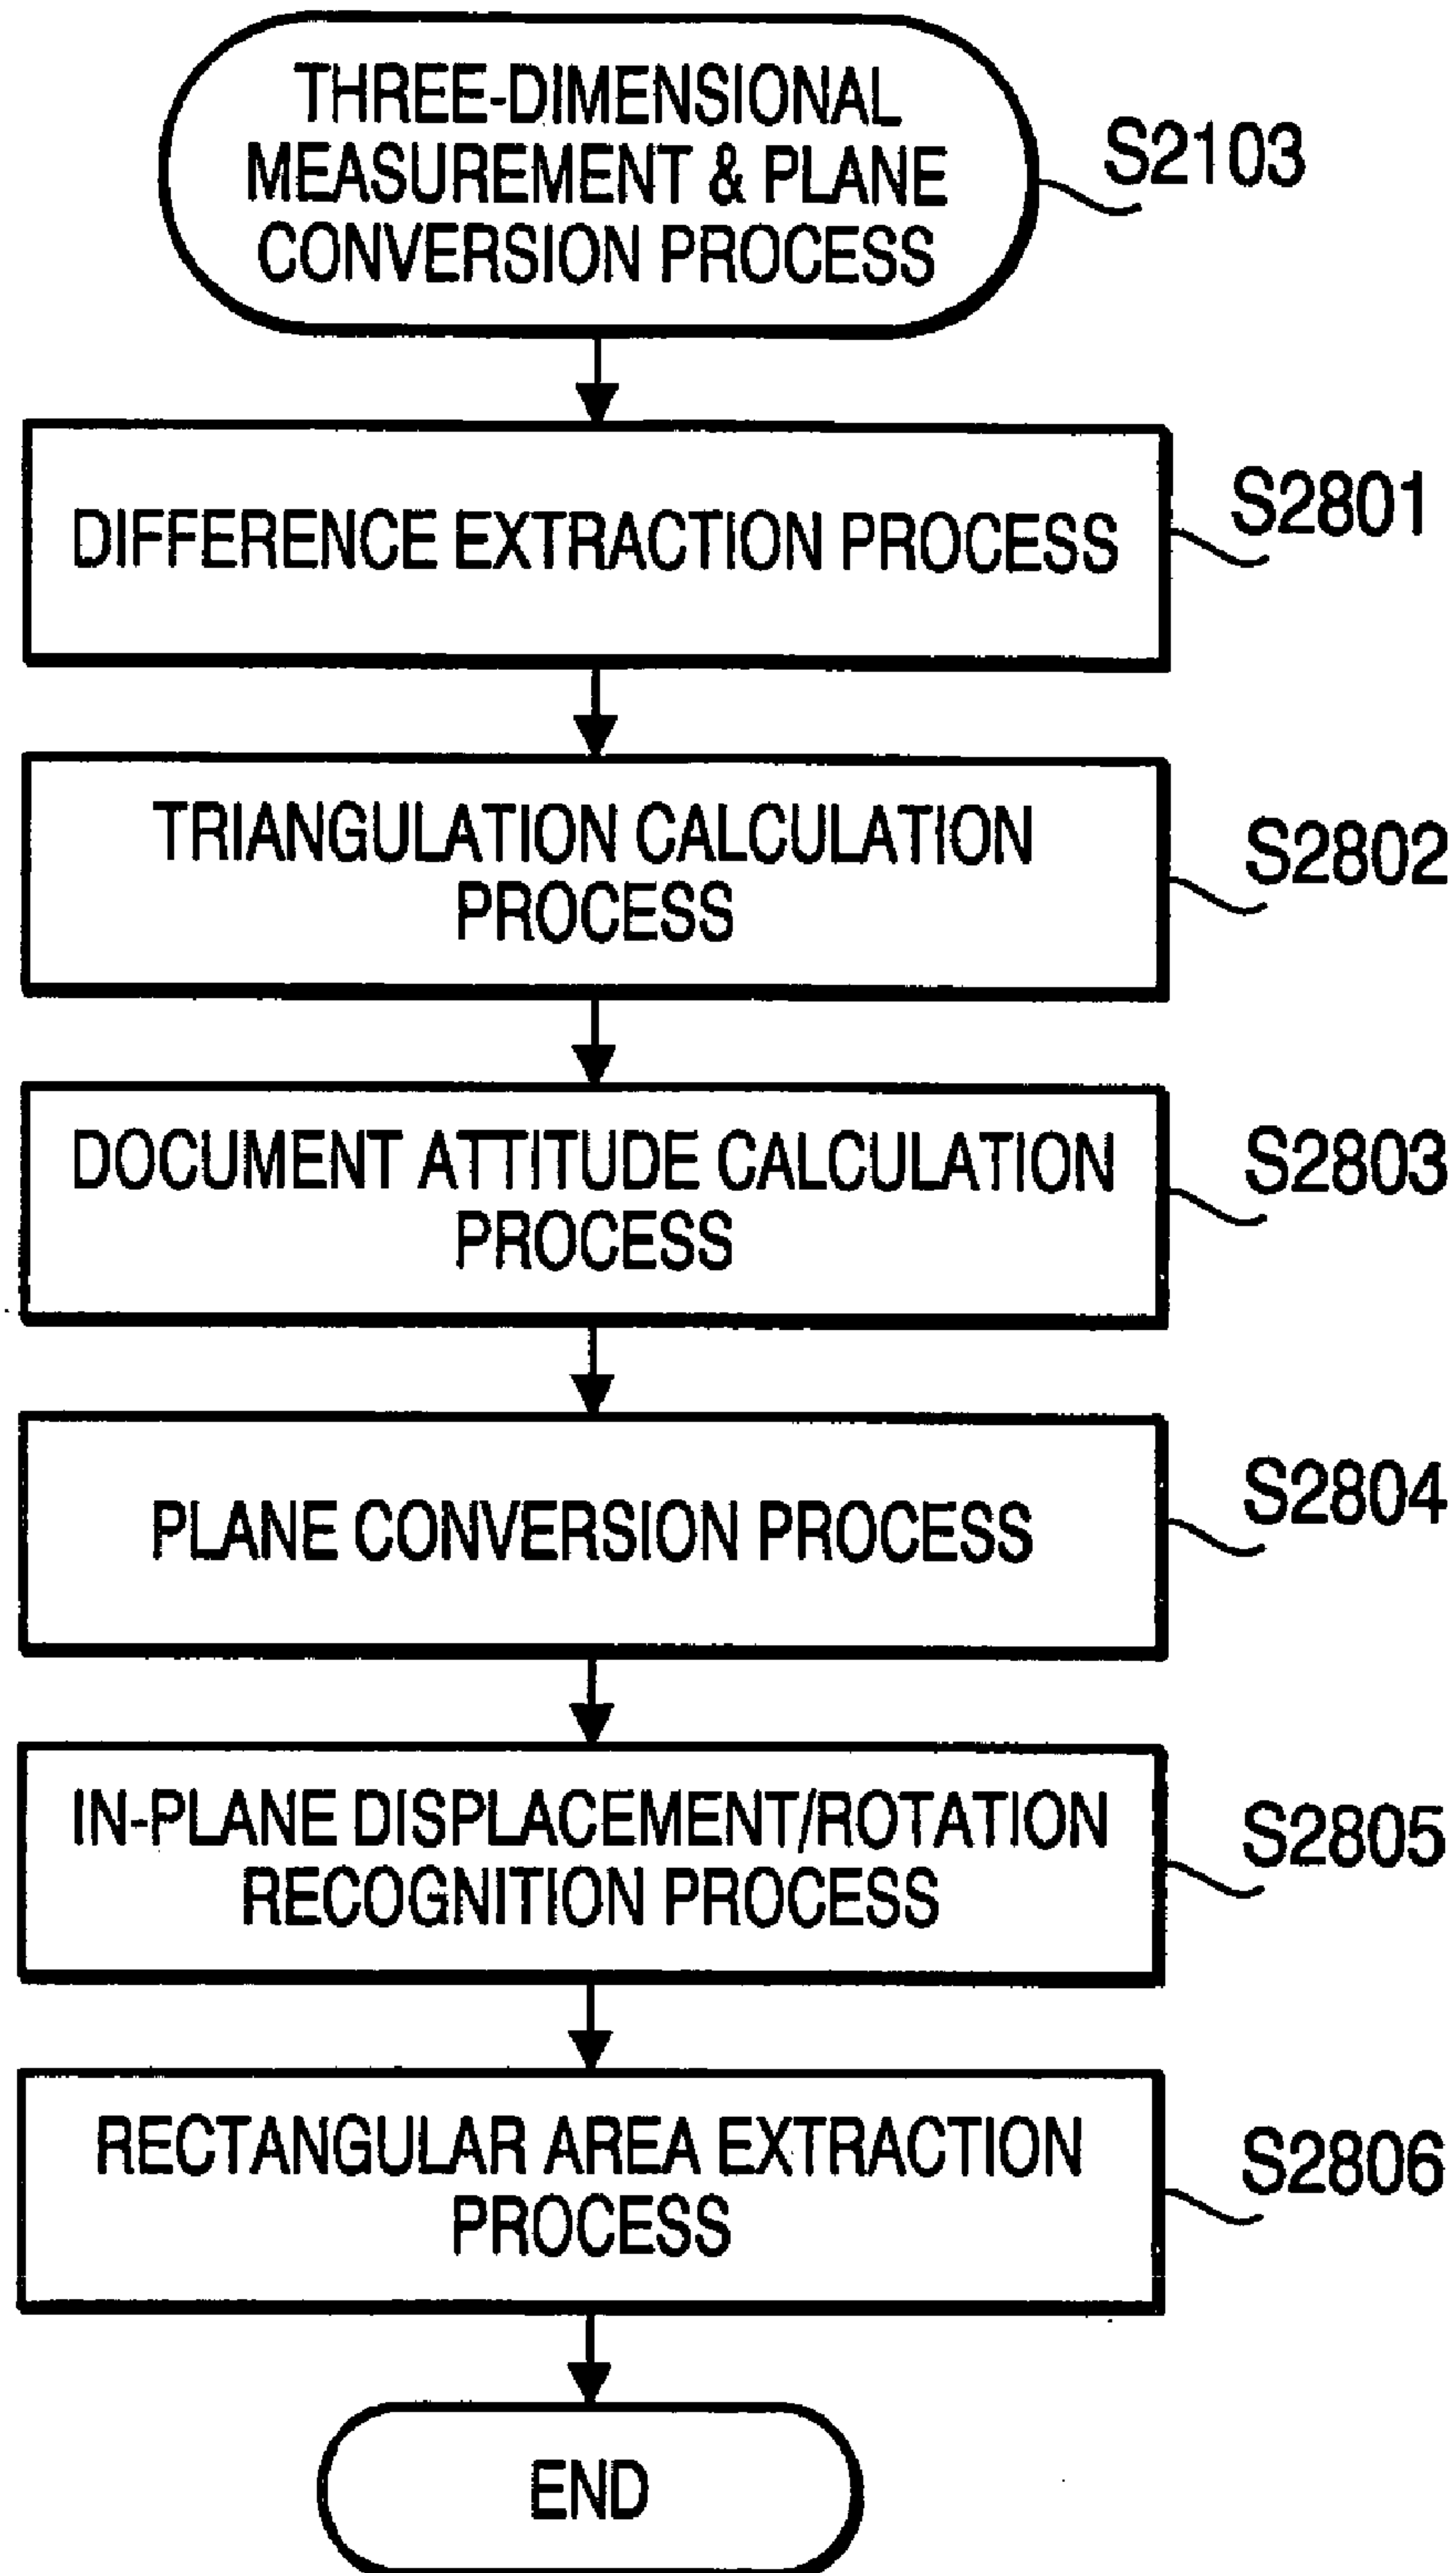 THREE-DIMENSIONAL
MEASUREMENT & PLANE
CONVERSION PROCESS
S2103
DIFFERENCE EXTRACTION PROCESS
S2801
TRIANGULATION CALCULATION
PROCESS
S2802
DOCUMENT ATTITUDE CALCULATION
PROCESS
S2803
PLANE CONVERSION PROCESS
S2804
IN-PLANE DISPLACEMENT/ROTATION
RECOGNITION PROCESS
S2805
RECTANGULAR AREA EXTRACTION
PROCESS
S2806
END